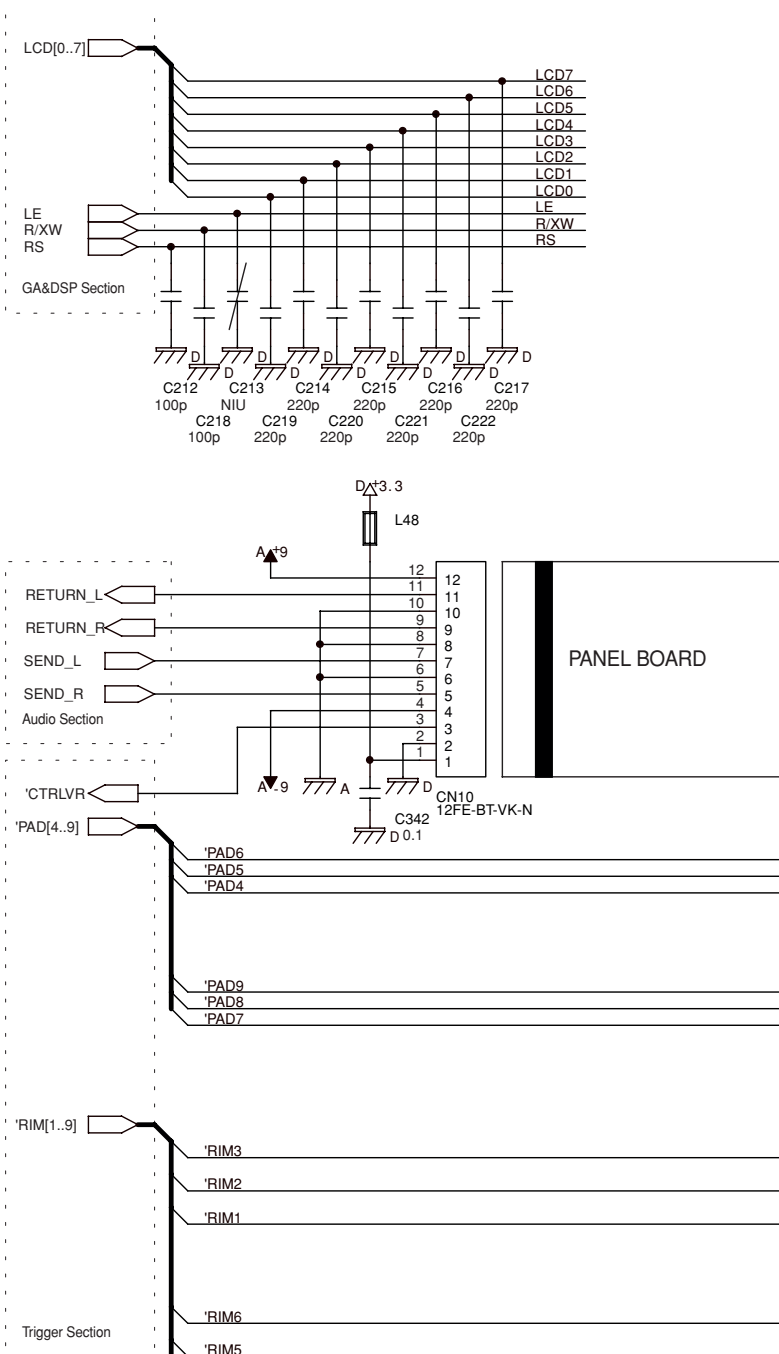 LCD[0..7]
LCD7
LCD6
LCD5
LCD4
LCD3
LCD2
LCD1
LCD0
LE LE
R/XW R/XW
RS RS
GA&DSP Section
D D D D D D
D D D D D
C212 C213 C214 C215 C216 C217
100p NIU 220p 220p 220p 220p
C218 C219 C220 C221 C222
100p 220p 220p 220p 220p
D +3.3
L48
A +9
12 12
RETURN_L 11 11
10 10
RETURN_R 9 9
8 8
SEND_L 7 7
6 6
SEND_R 5 5
4 4
Audio Section 3 3
2 2
1 1
PANEL BOARD
'CTRLVR
A -9 A D
CN10
12FE-BT-VK-N
C342
D 0.1
'PAD[4..9]
'PAD6
'PAD5
'PAD4
'PAD9
'PAD8
'PAD7
'RIM[1..9]
'RIM3
'RIM2
'RIM1
'RIM6
Trigger Section
'RIM5